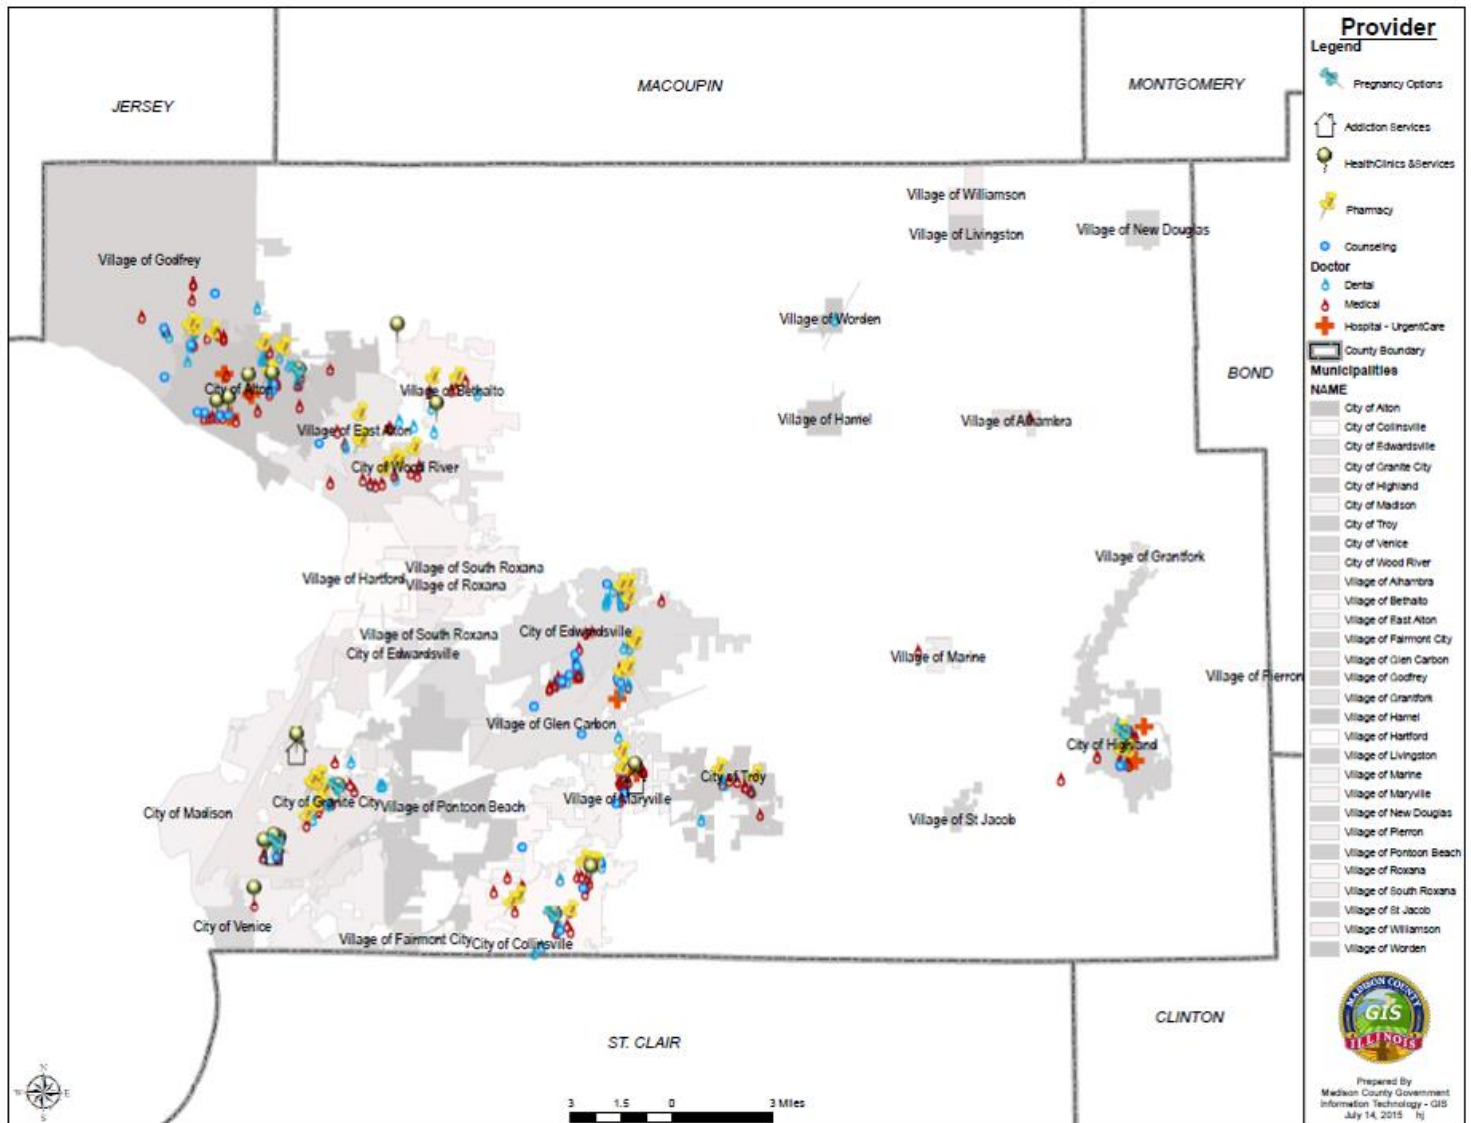 JERSEY
MACOUPIN
MONTGOMERY
BOND
CLINTON
ST. CLAIR
Village of Williamson
Village of Livingston
Village of New Douglas
Village of Godfrey
Village of Worden
City of Alton
Village of Bethalto
Village of Hamel
Village of Alhambra
Village of East Alton
City of Wood River
Village of Grantfork
Village of South Roxana
Village of Hartford
Village of Roxana
City of Edwardsville
Village of South Roxana
City of Edwardsville
Village of Marine
Village of Pierron
Village of Glen Carbon
City of Highland
City of Troy
Village of Maryville
City of Granite City
Village of Pontoon Beach
City of Madison
Village of St Jacob
City of Venice
Village of Fairmont City
City of Collinsville
N
W
E
S
3 1.5 0 3 Miles
Provider
Legend
Pregnancy Options
Addiction Services
HealthClinics &Services
Pharmacy
Counseling
Doctor
Dental
Medical
Hospital - UrgentCare
County Boundary
Municipalities
NAME
City of Alton
City of Collinsville
City of Edwardsville
City of Granite City
City of Highland
City of Madison
City of Troy
City of Venice
City of Wood River
Village of Alhambra
Village of Bethalto
Village of East Alton
Village of Fairmont City
Village of Glen Carbon
Village of Godfrey
Village of Grantfork
Village of Hamel
Village of Hartford
Village of Livingston
Village of Marine
Village of Maryville
Village of New Douglas
Village of Pierron
Village of Pontoon Beach
Village of Roxana
Village of South Roxana
Village of St Jacob
Village of Williamson
Village of Worden
MADISON COUNTY
GIS
ILLINOIS
Prepared By
Madison County Government
Information Technology - GIS
July 14, 2015 hj